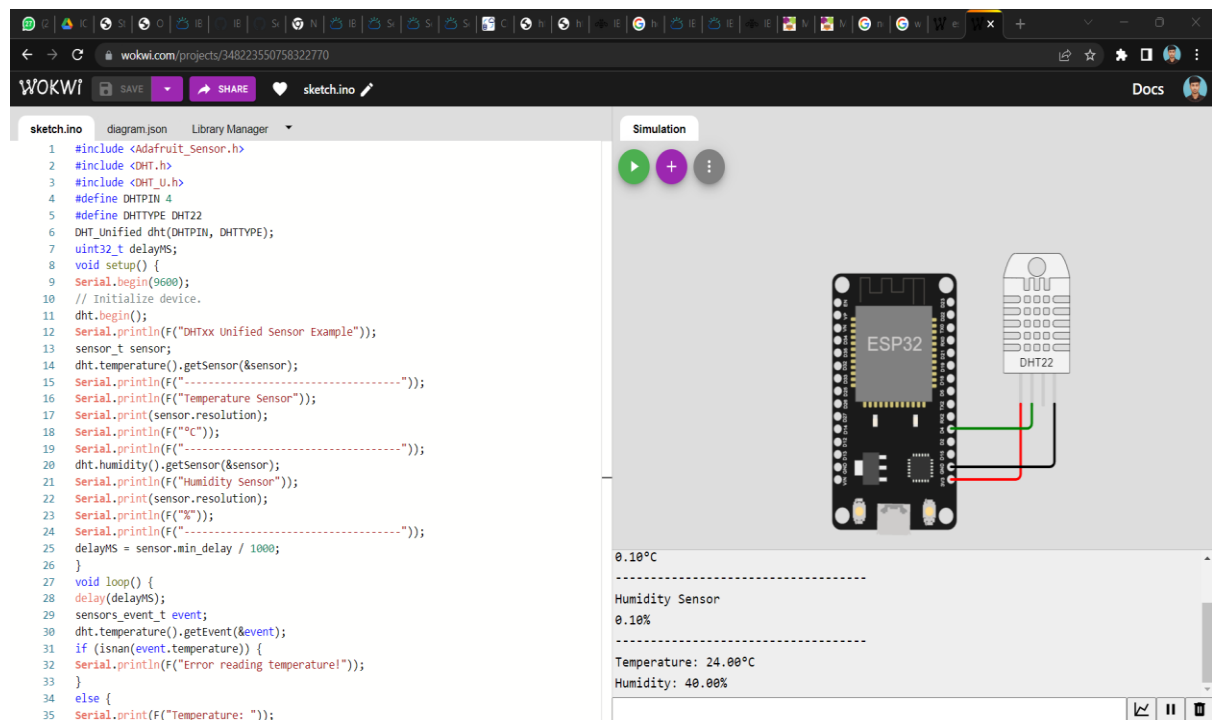 wokwi.com/projects/348223550758322770
WOKWi SAVE SHARE sketch.ino Docs
sketch.ino diagram.json Library Manager
1 #include <Adafruit_Sensor.h>
2 #include <DHT.h>
3 #include <DHT_U.h>
4 #define DHTPIN 4
5 #define DHTTYPE DHT22
6 DHT_Unified dht(DHTPIN, DHTTYPE);
7 uint32_t delayMS;
8 void setup() {
9 Serial.begin(9600);
10 // Initialize device.
11 dht.begin();
12 Serial.println(F("DHTxx Unified Sensor Example"));
13 sensor_t sensor;
14 dht.temperature().getSensor(&sensor);
15 Serial.println(F("------------------------------------"));
16 Serial.println(F("Temperature Sensor"));
17 Serial.print(sensor.resolution);
18 Serial.println(F("°C"));
19 Serial.println(F("------------------------------------"));
20 dht.humidity().getSensor(&sensor);
21 Serial.println(F("Humidity Sensor"));
22 Serial.print(sensor.resolution);
23 Serial.println(F("%"));
24 Serial.println(F("------------------------------------"));
25 delayMS = sensor.min_delay / 1000;
26 }
27 void loop() {
28 delay(delayMS);
29 sensors_event_t event;
30 dht.temperature().getEvent(&event);
31 if (isnan(event.temperature)) {
32 Serial.println(F("Error reading temperature!"));
33 }
34 else {
35 Serial.print(F("Temperature: "));
Simulation
ESP32
DHT22
0.10°C
------------------------------------
Humidity Sensor
0.10%
------------------------------------
Temperature: 24.00°C
Humidity: 40.00%